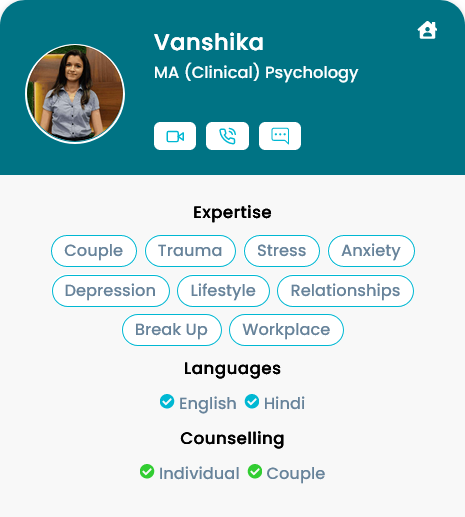 Vanshika
MA (Clinical) Psychology
Expertise
Couple Trauma Stress Anxiety
Depression Lifestyle Relationships
Break Up Workplace
Languages
English Hindi
Counselling
Individual Couple